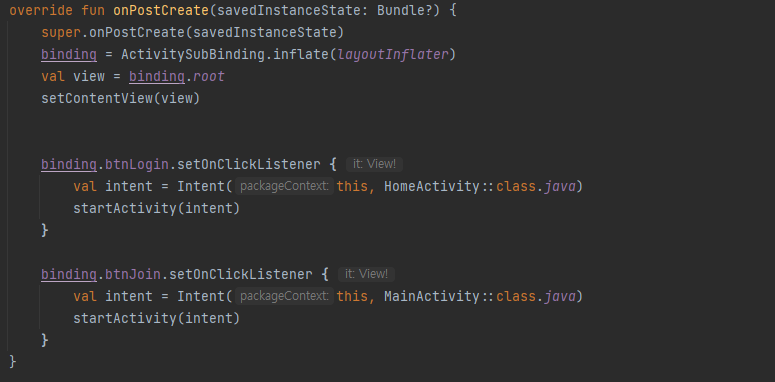 override fun onPostCreate(savedInstanceState: Bundle?) {
super.onPostCreate(savedInstanceState)
binding = ActivitySubBinding.inflate(layoutInflater)
val view = binding.root
setContentView(view)
binding.btnLogin.setOnClickListener { it: View!
val intent = Intent( packageContext: this, HomeActivity::class.java)
startActivity(intent)
}
binding.btnJoin.setOnClickListener { it: View!
val intent = Intent( packageContext: this, MainActivity::class.java)
startActivity(intent)
}
}